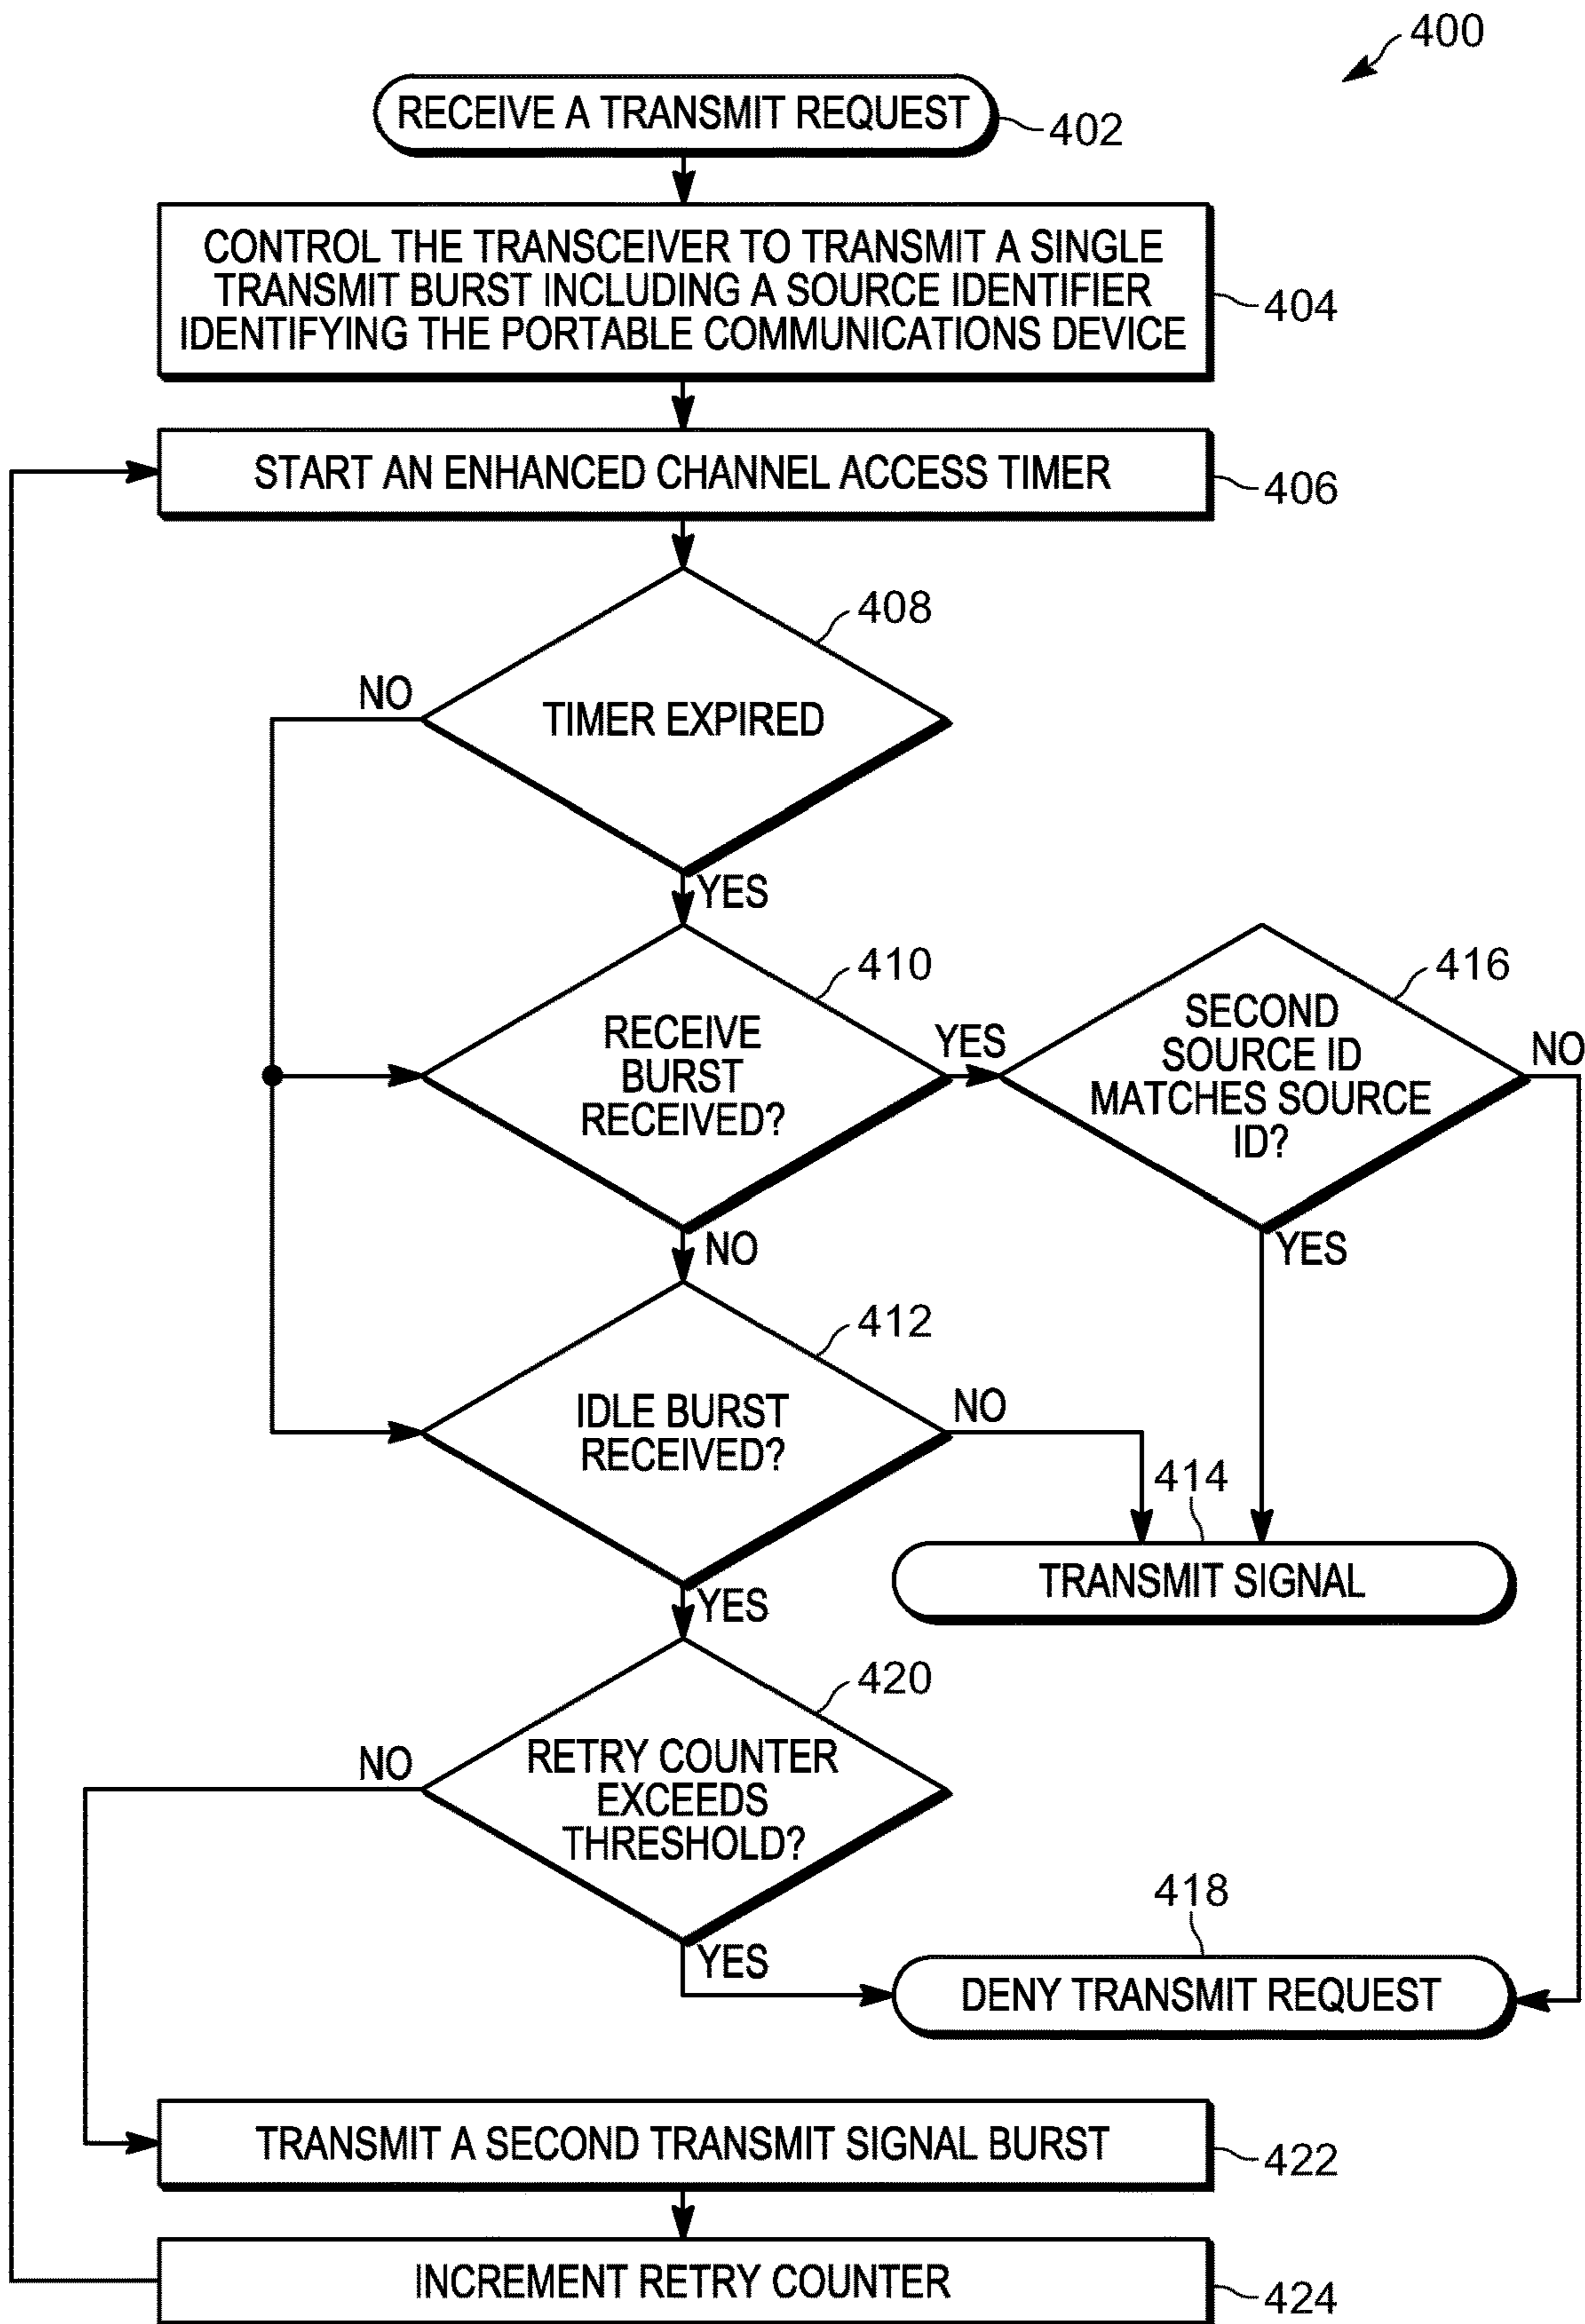 400
RECEIVE A TRANSMIT REQUEST
402
CONTROL THE TRANSCEIVER TO TRANSMIT A SINGLE
TRANSMIT BURST INCLUDING A SOURCE IDENTIFIER
IDENTIFYING THE PORTABLE COMMUNICATIONS DEVICE
404
START AN ENHANCED CHANNEL ACCESS TIMER
406
408
NO
TIMER EXPIRED
YES
410
RECEIVE
BURST
RECEIVED?
YES
416
SECOND
SOURCE ID
MATCHES SOURCE
ID?
NO
NO
YES
412
IDLE BURST
RECEIVED?
NO
414
TRANSMIT SIGNAL
YES
420
NO
RETRY COUNTER
EXCEEDS
THRESHOLD?
YES
418
DENY TRANSMIT REQUEST
TRANSMIT A SECOND TRANSMIT SIGNAL BURST
422
INCREMENT RETRY COUNTER
424